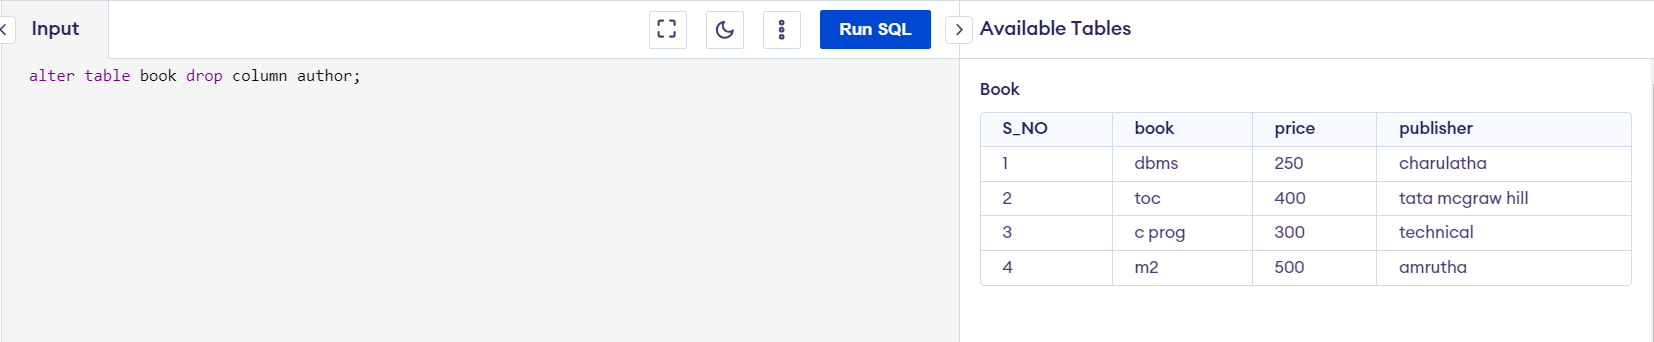 Input
Run SQL
Available Tables
alter table book drop column author;
Book
S_NO book price publisher
1 dbms 250 charulatha
2 toc 400 tata mcgraw hill
3 c prog 300 technical
4 m2 500 amrutha